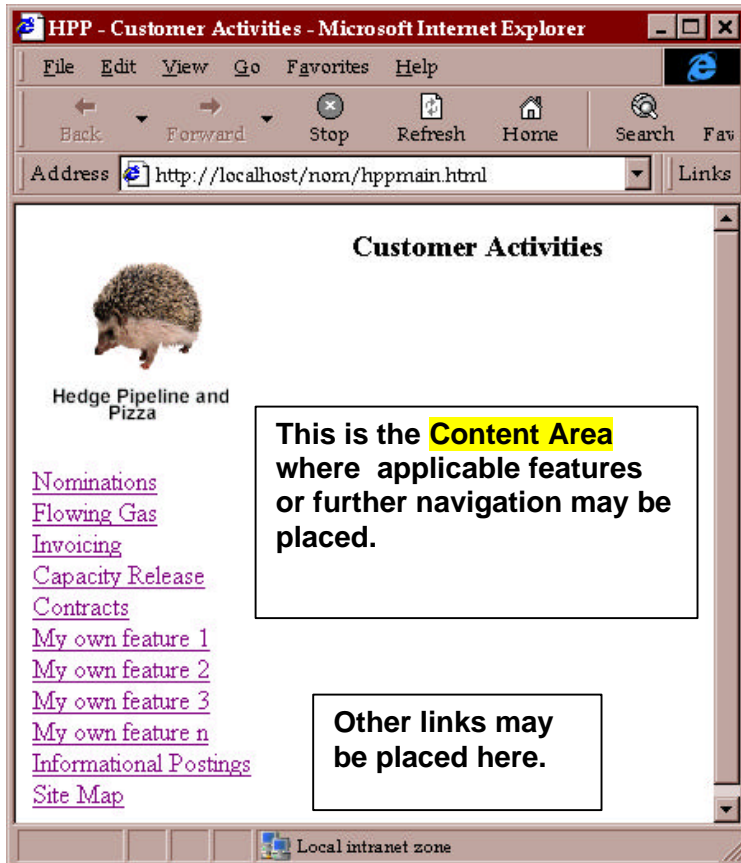 HPP - Customer Activities - Microsoft Internet Explorer
File Edit View Go Favorites Help
Back Forward Stop Refresh Home Search Fav
Address http://localhost/nom/hppmain.html Links
Customer Activities
Hedge Pipeline and
Pizza
This is the Content Area
where applicable features
or further navigation may be
placed.
Nominations
Flowing Gas
Invoicing
Capacity Release
Contracts
My own feature 1
My own feature 2
My own feature 3
My own feature n
Informational Postings
Site Map
Other links may
be placed here.
Local intranet zone